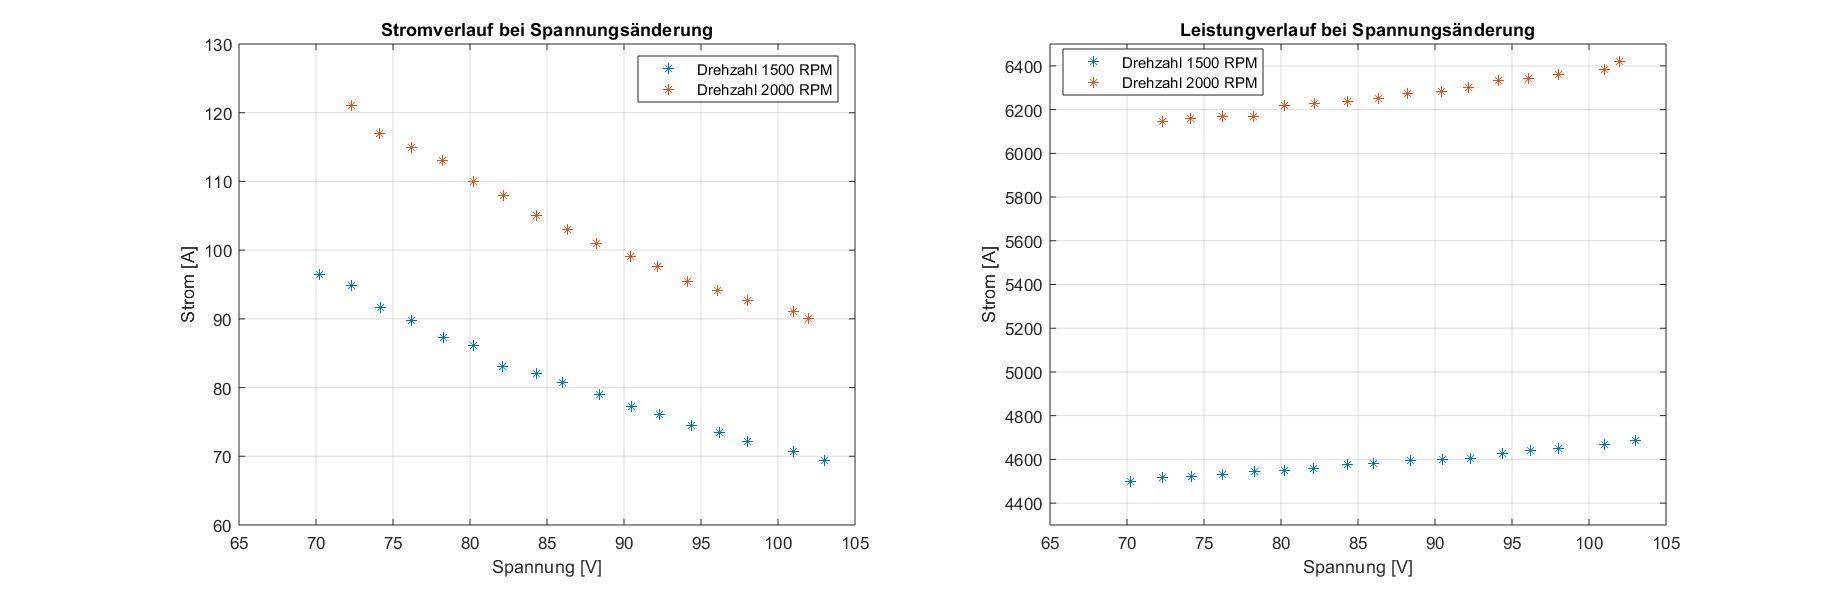 Stromverlauf bei Spannungsänderung
130
120
110
100
90
80
70
60
65 70 75 80 85 90 95 100 105
Strom [A]
Spannung [V]
Drehzahl 1500 RPM
Drehzahl 2000 RPM
Leistungverlauf bei Spannungsänderung
6400
6200
6000
5800
5600
5400
5200
5000
4800
4600
4400
65 70 75 80 85 90 95 100 105
Strom [A]
Spannung [V]
Drehzahl 1500 RPM
Drehzahl 2000 RPM